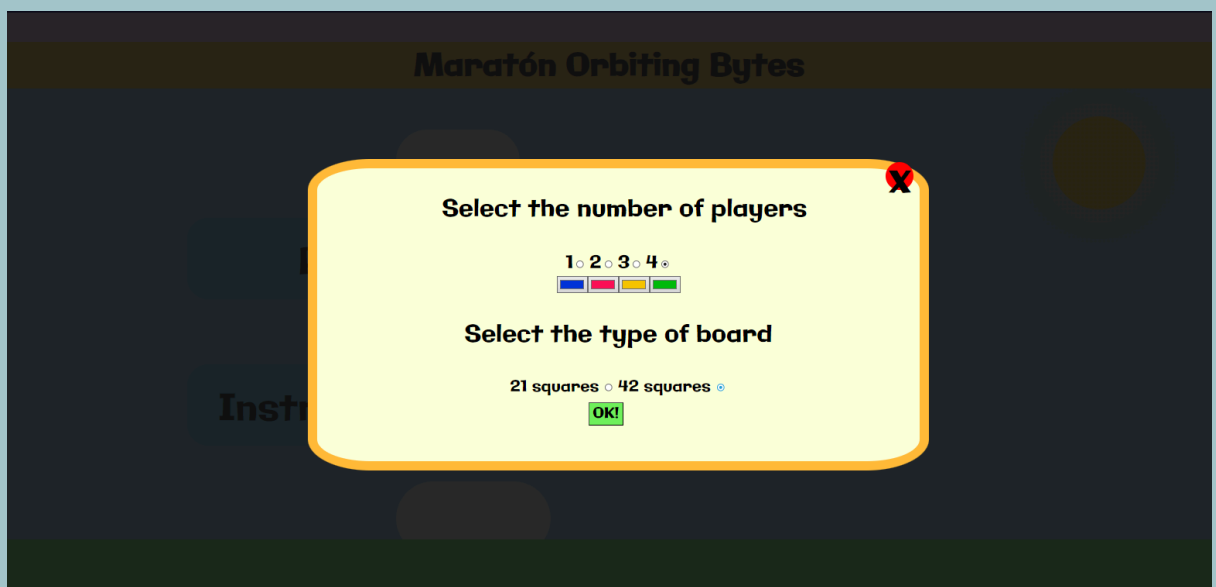 Maratón Orbiting Bytes
X
Select the number of players
1 2 3 4
Select the type of board
21 squares 42 squares
OK!
Instr